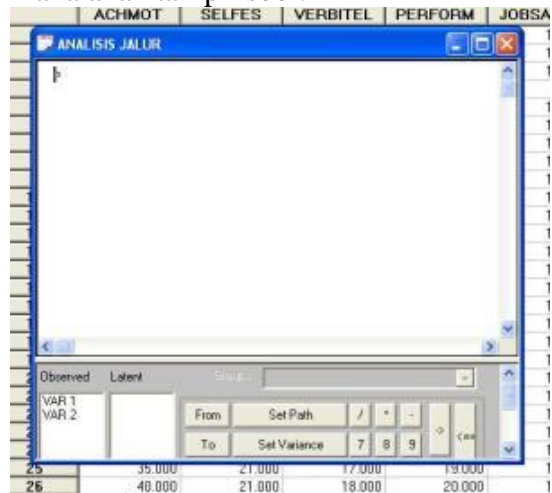 ACHMOT SELFES VERBITEL PERFORM JOBSA
ANALISIS JALUR
Observed Latent
VAR 1
VAR 2
From Set Path / * -
To Set Variance 7 8 9
25 35.000 21.000 17.000 19.000
26 40.000 21.000 18.000 20.000